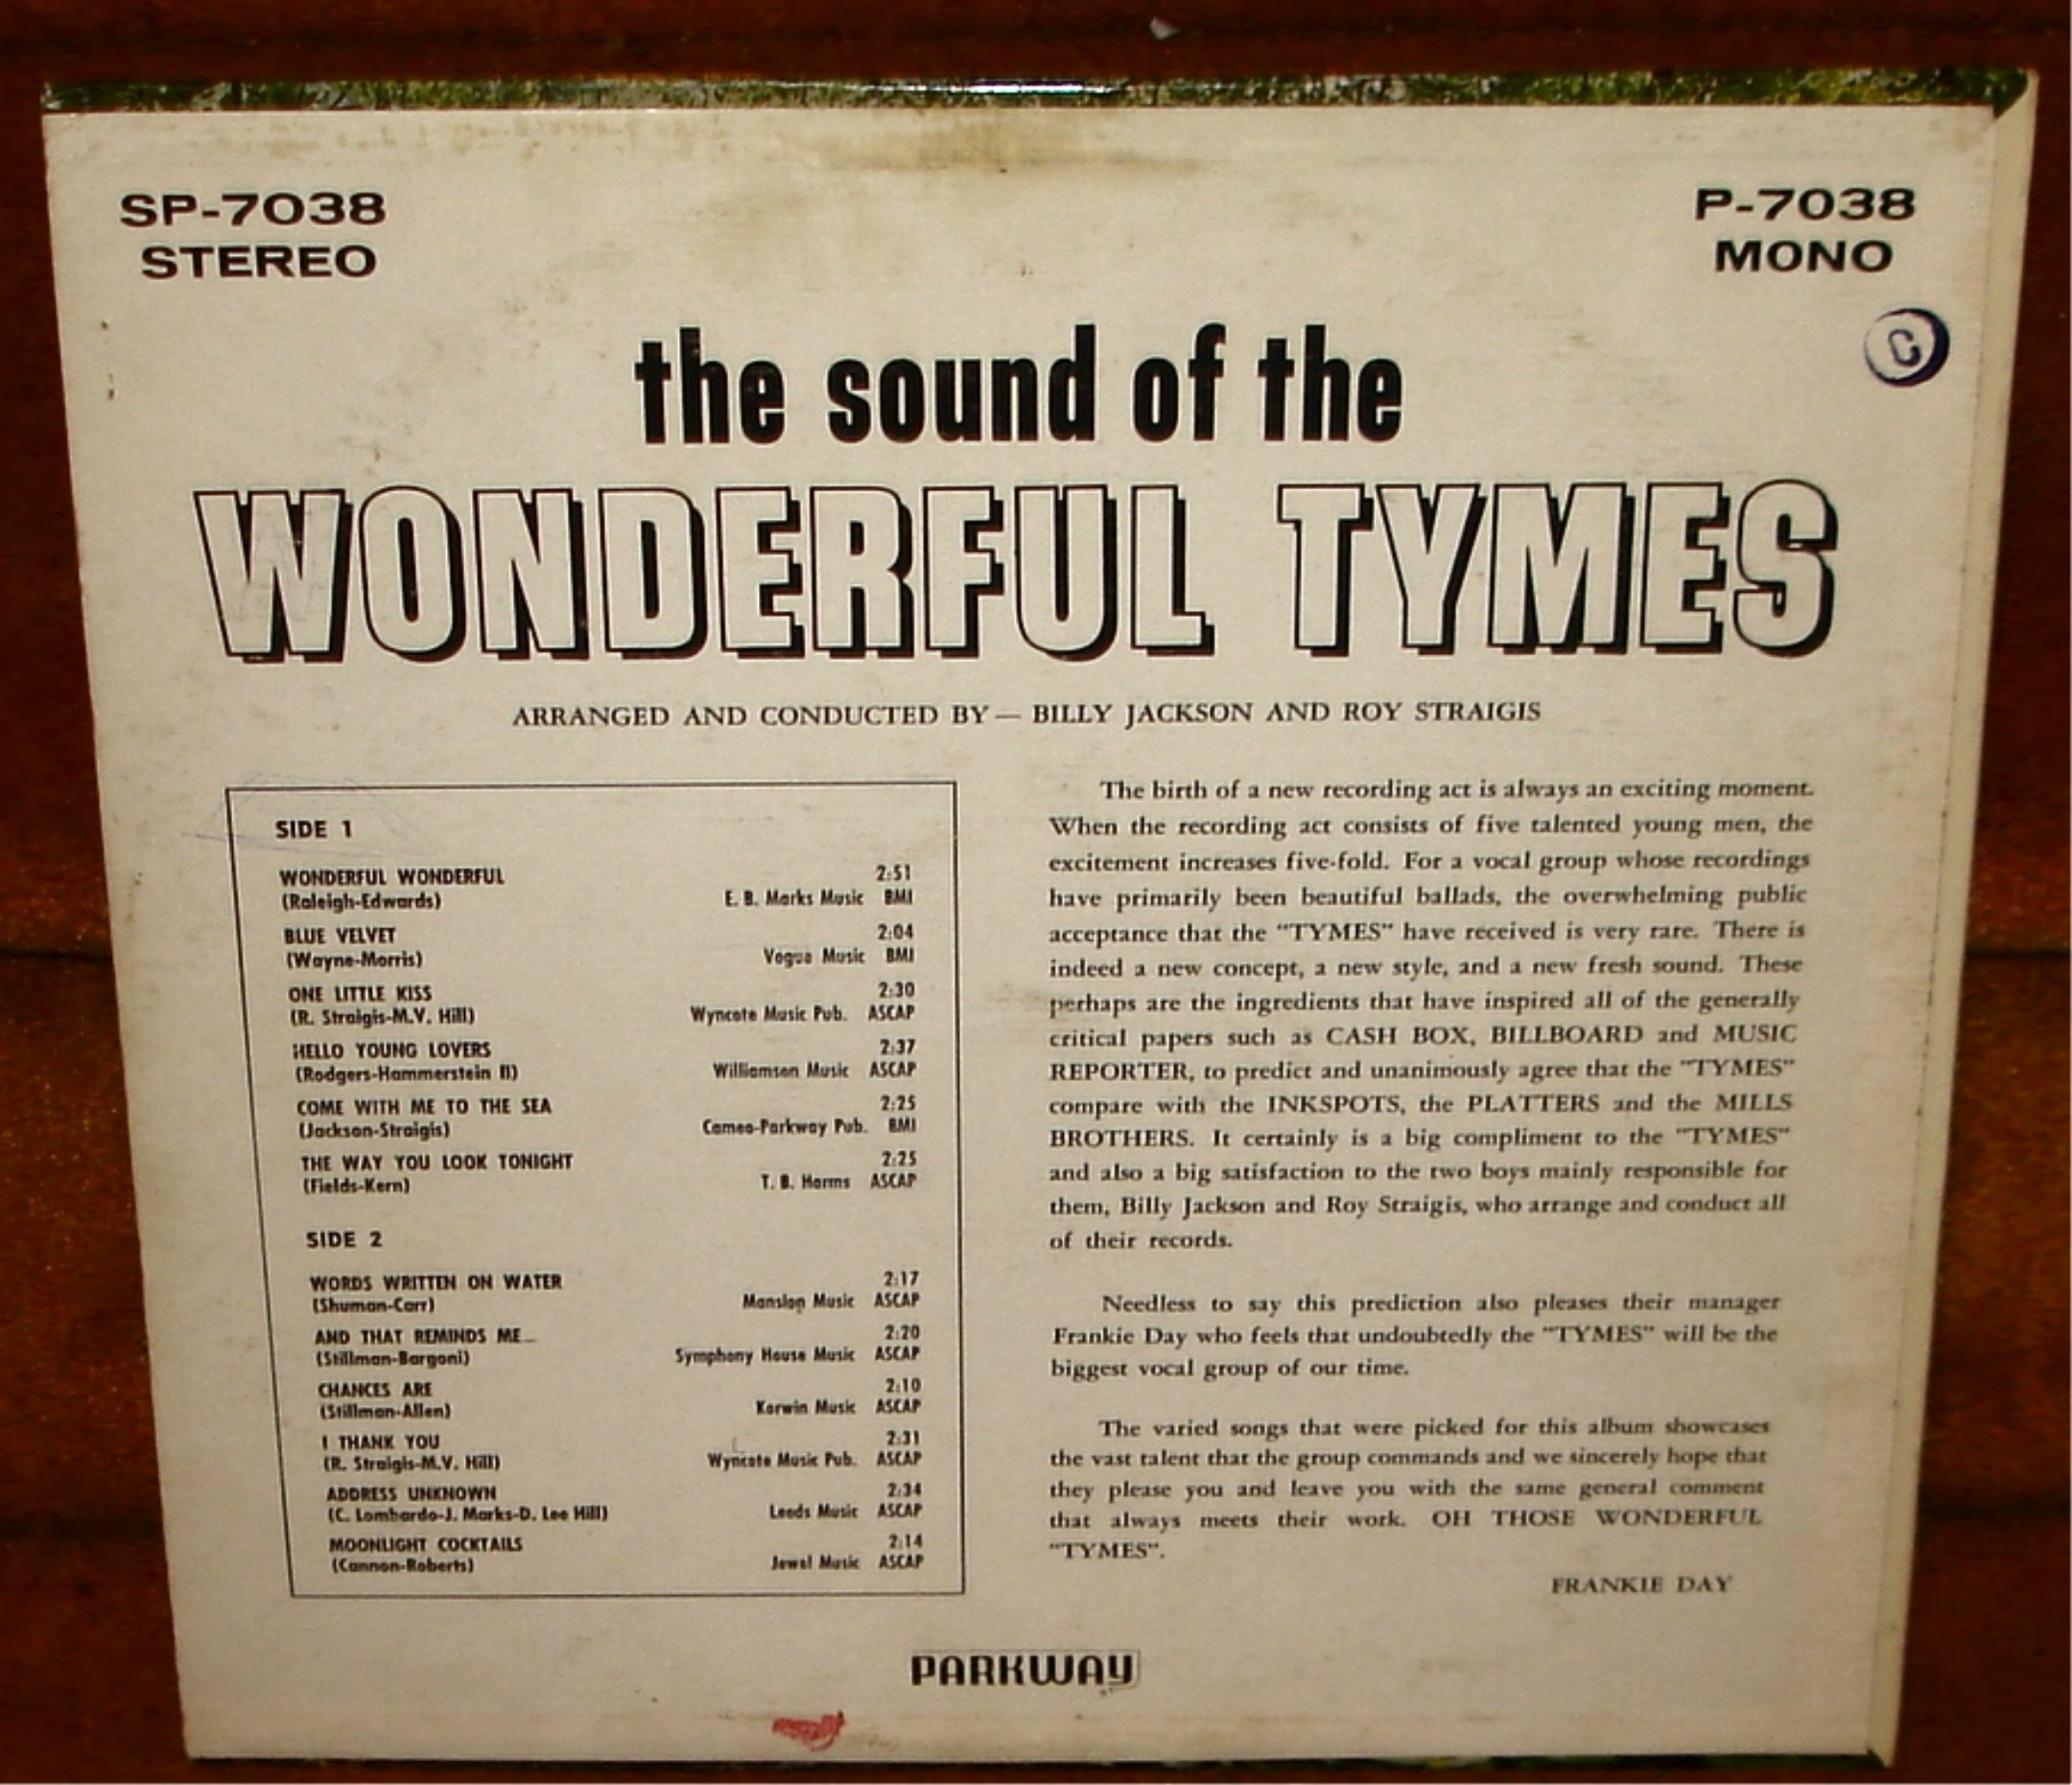 SP-7038
STEREO
P-7038
MONO
C
the sound of the
WONDERFUL TYMES
ARRANGED AND CONDUCTED BY — BILLY JACKSON AND ROY STRAIGIS
SIDE 1
WONDERFUL WONDERFUL 2:51
(Raleigh-Edwards) E. B. Marks Music BMI
BLUE VELVET 2:04
(Wayne-Morris) Vogue Music BMI
ONE LITTLE KISS 2:30
(R. Straigis-M.V. Hill) Wyncote Music Pub. ASCAP
HELLO YOUNG LOVERS 2:37
(Rodgers-Hammerstein II) Williamson Music ASCAP
COME WITH ME TO THE SEA 2:25
(Jackson-Straigis) Cameo-Parkway Pub. BMI
THE WAY YOU LOOK TONIGHT 2:25
(Fields-Kern) T. B. Harms ASCAP
SIDE 2
WORDS WRITTEN ON WATER 2:17
(Shuman-Carr) Mansion Music ASCAP
AND THAT REMINDS ME 2:20
(Stillman-Bargoni) Symphony House Music ASCAP
CHANCES ARE 2:10
(Stillman-Allen) Korwin Music ASCAP
I THANK YOU 2:31
(R. Straigis-M.V. Hill) Wyncote Music Pub. ASCAP
ADDRESS UNKNOWN 2:34
(C. Lombardo-J. Marks-D. Lee Hill) Leeds Music ASCAP
MOONLIGHT COCKTAILS 2:14
(Cannon-Roberts) Jewel Music ASCAP
The birth of a new recording act is always an exciting moment.
When the recording act consists of five talented young men, the
excitement increases five-fold. For a vocal group whose recordings
have primarily been beautiful ballads, the overwhelming public
acceptance that the "TYMES" have received is very rare. There is
indeed a new concept, a new style, and a new fresh sound. These
perhaps are the ingredients that have inspired all of the generally
critical papers such as CASH BOX, BILLBOARD and MUSIC
REPORTER, to predict and unanimously agree that the "TYMES"
compare with the INKSPOTS, the PLATTERS and the MILLS
BROTHERS. It certainly is a big compliment to the "TYMES"
and also a big satisfaction to the two boys mainly responsible for
them, Billy Jackson and Roy Straigis, who arrange and conduct all
of their records.
Needless to say this prediction also pleases their manager
Frankie Day who feels that undoubtedly the "TYMES" will be the
biggest vocal group of our time.
The varied songs that were picked for this album showcases
the vast talent that the group commands and we sincerely hope that
they please you and leave you with the same general comment
that always meets their work. OH THOSE WONDERFUL
"TYMES".
FRANKIE DAY
PARKWAY